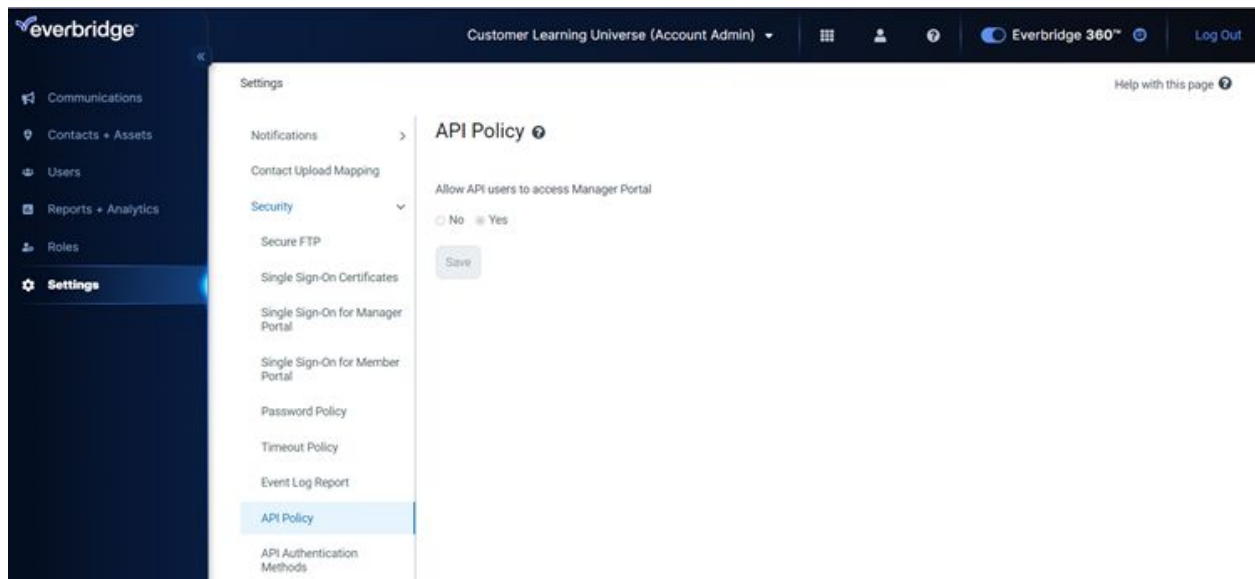 everbridge
Customer Learning Universe (Account Admin)
Everbridge 360™
Log Out
«
Communications
Contacts + Assets
Users
Reports + Analytics
Roles
Settings
Settings
Help with this page
Notifications
Contact Upload Mapping
Security
Secure FTP
Single Sign-On Certificates
Single Sign-On for Manager
Portal
Single Sign-On for Member
Portal
Password Policy
Timeout Policy
Event Log Report
API Policy
API Authentication
Methods
API Policy
Allow API users to access Manager Portal
No Yes
Save